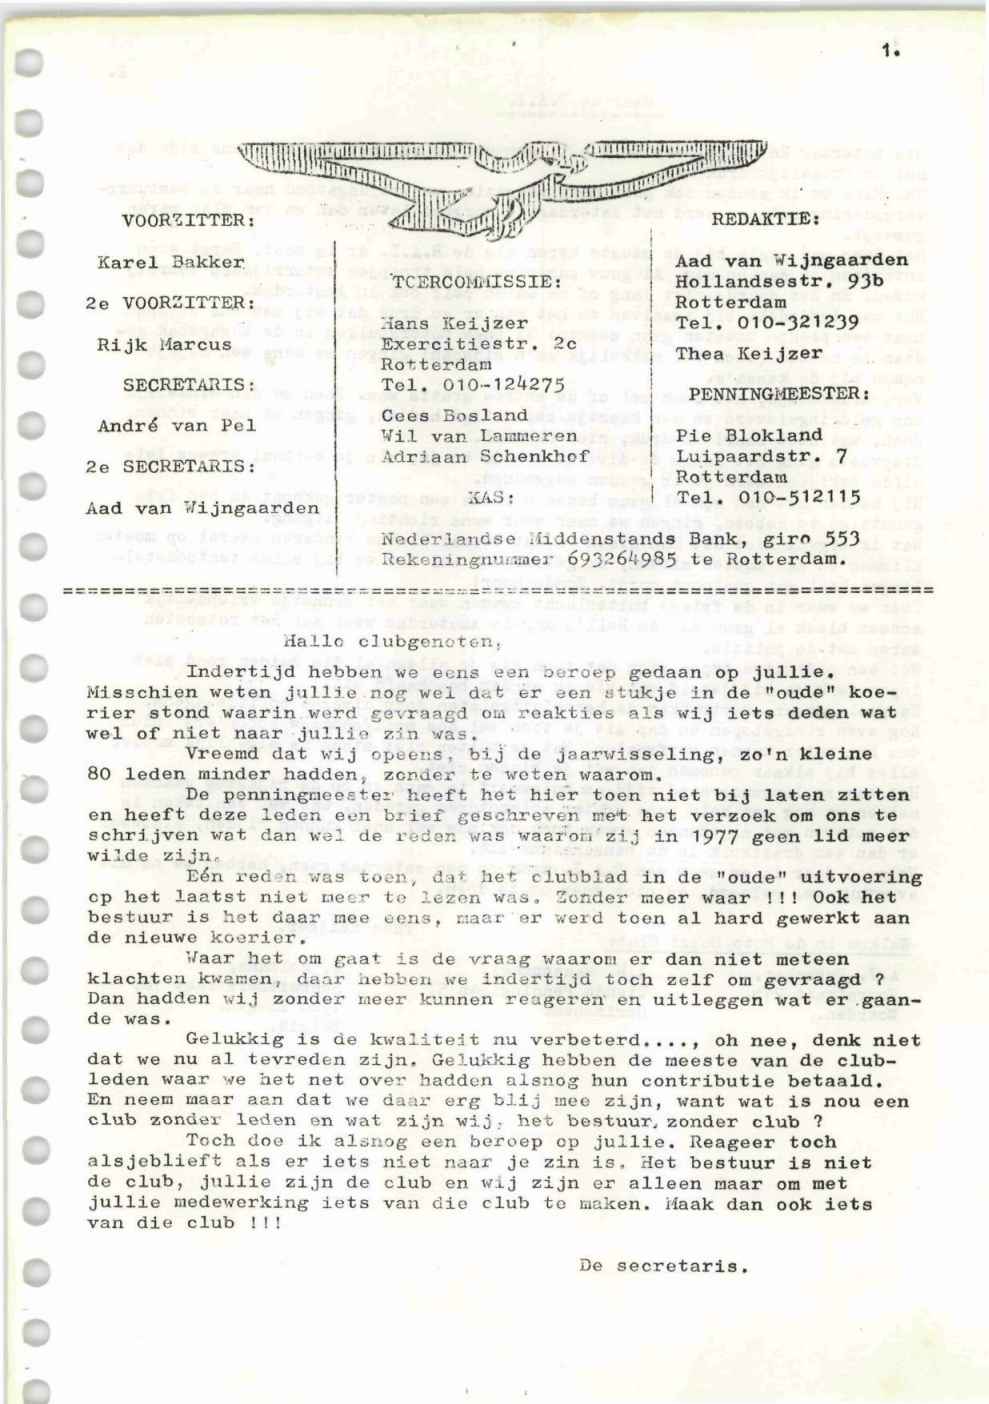 1.
VOORZITTER:
Karel Bakker
2e VOORZITTER:
Rijk Marcus
SECRETARIS:
André van Pel
2e SECRETARIS:
Aad van Wijngaarden
TOERCOMMISSIE:
Hans Keijzer
Exercitiestr. 2c
Rotterdam
Tel. 010-124275
Cees Bosland
Wil van Lammeren
Adriaan Schenkhof
KAS:
Nederlandse Middenstands Bank, giro 553
Rekeningnummer 693264985 te Rotterdam.
REDAKTIE:
Aad van Wijngaarden
Hollandsestr. 93b
Rotterdam
Tel. 010-321239
Thea Keijzer
PENNINGMEESTER:
Pie Blokland
Luipaardstr. 7
Rotterdam
Tel. 010-512115
Hallo clubgenoten,
Indertijd hebben we eens een beroep gedaan op jullie.
Misschien weten jullie nog wel dat er een stukje in de "oude" koe-
rier stond waarin werd gevraagd om reakties als wij iets deden wat
wel of niet naar jullie zin was.
Vreemd dat wij opeens, bij de jaarwisseling, zo'n kleine
80 leden minder hadden, zonder te weten waarom.
De penningmeester heeft het hier toen niet bij laten zitten
en heeft deze leden een brief geschreven met het verzoek om ons te
schrijven wat dan wel de reden was waarom zij in 1977 geen lid meer
wilde zijn.
Eén reden was toen, dat het clubblad in de "oude" uitvoering
op het laatst niet meer te lezen was. Zonder meer waar !!! Ook het
bestuur is het daar mee eens, maar er werd toen al hard gewerkt aan
de nieuwe koerier.
Waar het om gaat is de vraag waarom er dan niet meteen
klachten kwamen, daar hebben we indertijd toch zelf om gevraagd ?
Dan hadden wij zonder meer kunnen reageren en uitleggen wat er gaan-
de was.
Gelukkig is de kwaliteit nu verbeterd...., oh nee, denk niet
dat we nu al tevreden zijn. Gelukkig hebben de meeste van de club-
leden waar we het net over hadden alsnog hun contributie betaald.
En neem maar aan dat we daar erg blij mee zijn, want wat is nou een
club zonder leden en wat zijn wij, het bestuur, zonder club ?
Toch doe ik alsnog een beroep op jullie. Reageer toch
alsjeblieft als er iets niet naar je zin is. Het bestuur is niet
de club, jullie zijn de club en wij zijn er alleen maar om met
jullie medewerking iets van die club te maken. Maak dan ook iets
van die club !!!
De secretaris.